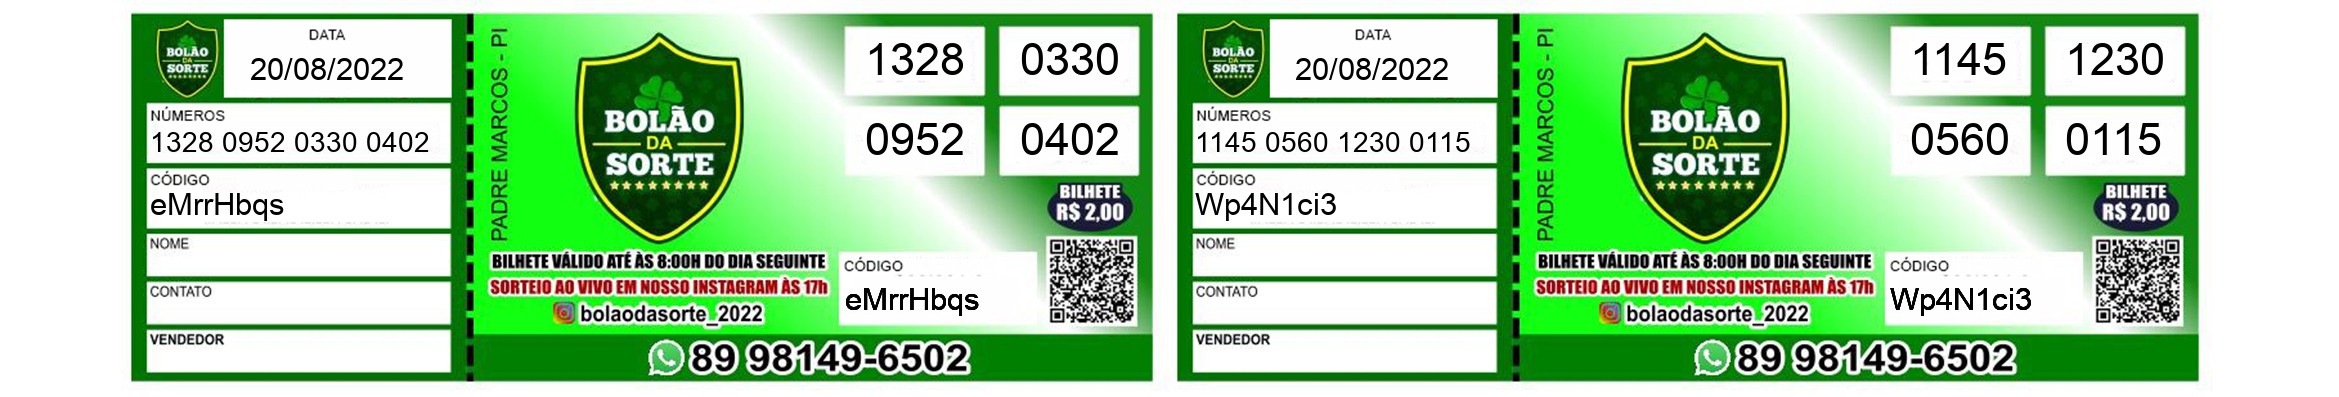 BOLÃO
DA
SORTE
DATA
20/08/2022
NÚMEROS
1328 0952 0330 0402
CÓDIGO
eMrrHbqs
NOME
CONTATO
VENDEDOR
PADRE MARCOS - PI
BOLÃO
DA
SORTE
1328 0330
0952 0402
BILHETE
R$ 2,00
BILHETE VÁLIDO ATÉ ÀS 8:00H DO DIA SEGUINTE
SORTEIO AO VIVO EM NOSSO INSTAGRAM ÀS 17h
bolaodasorte_2022
CÓDIGO
eMrrHbqs
89 98149-6502
BOLÃO
DA
SORTE
DATA
20/08/2022
NÚMEROS
1145 0560 1230 0115
CÓDIGO
Wp4N1ci3
NOME
CONTATO
VENDEDOR
PADRE MARCOS - PI
BOLÃO
DA
SORTE
1145 1230
0560 0115
BILHETE
R$ 2,00
BILHETE VÁLIDO ATÉ ÀS 8:00H DO DIA SEGUINTE
SORTEIO AO VIVO EM NOSSO INSTAGRAM ÀS 17h
bolaodasorte_2022
CÓDIGO
Wp4N1ci3
89 98149-6502